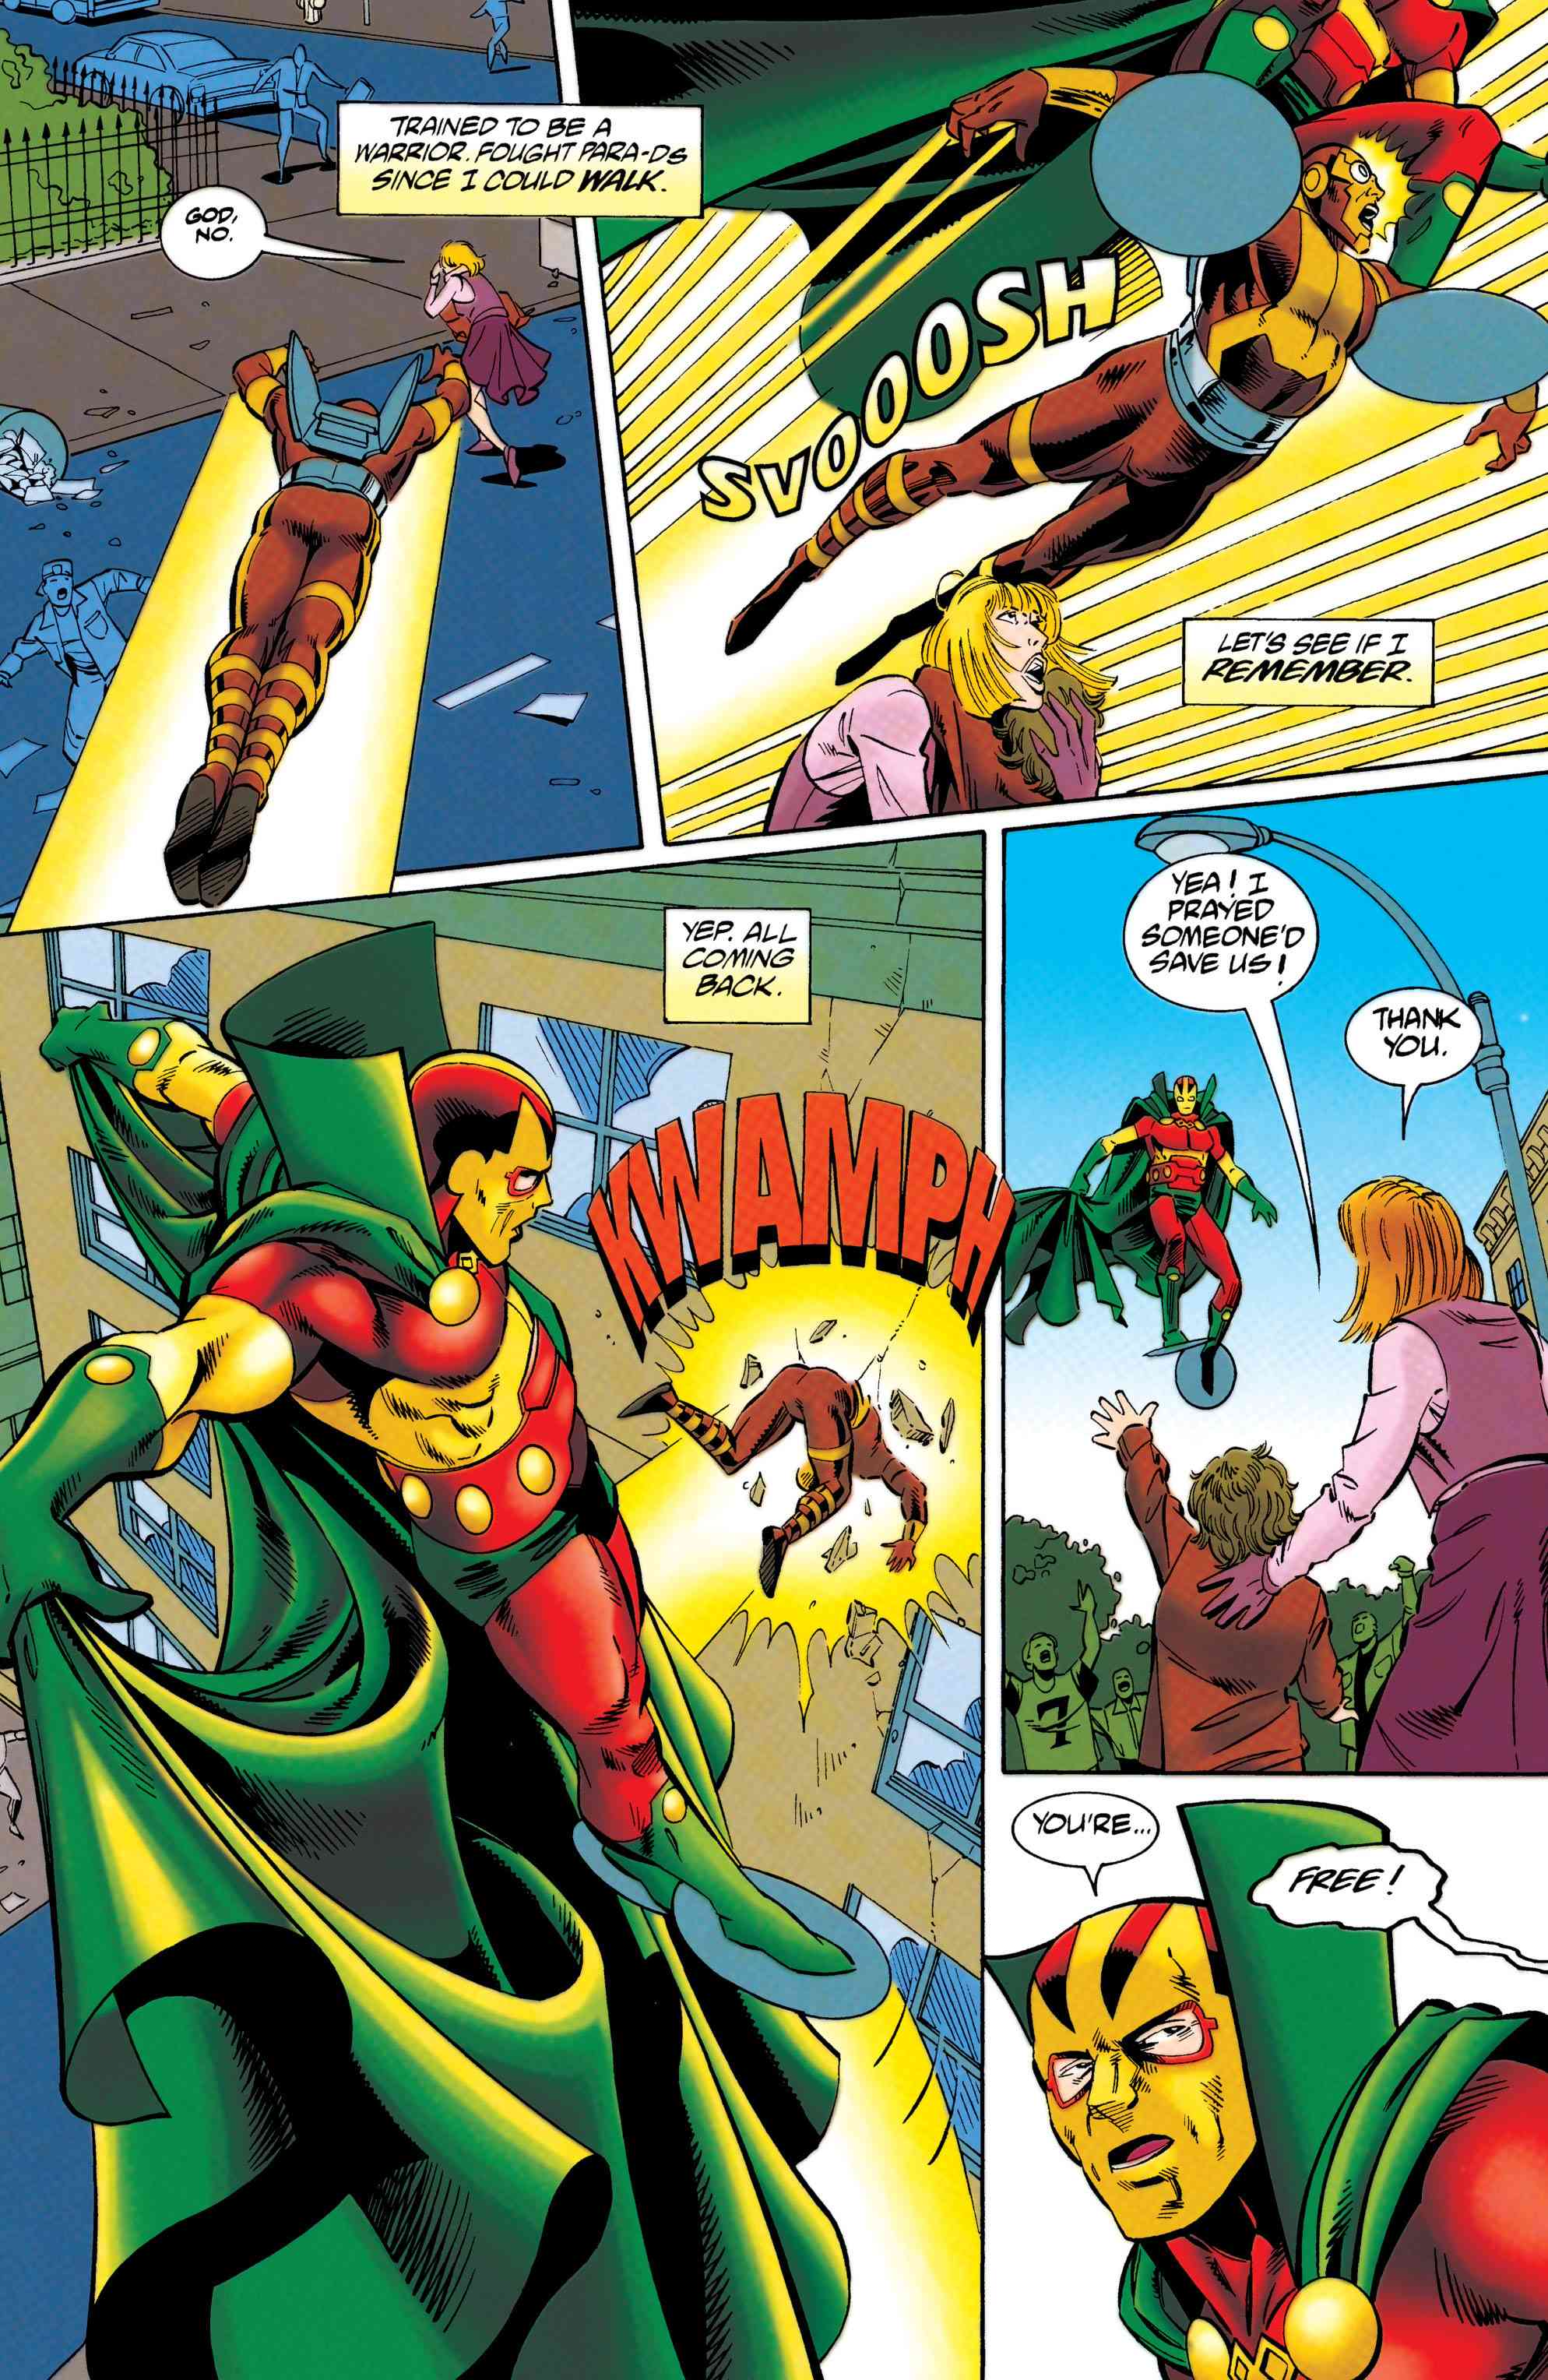 TRAINED TO BE A
WARRIOR. FOUGHT PARA-DS
SINCE I COULD WALK.
GOD,
NO.
SVOOOSH
LET'S SEE IF I
REMEMBER.
YEP. ALL
COMING
BACK.
KWAMPH
YEA! I
PRAYED
SOMEONE'D
SAVE US!
THANK
YOU.
7
YOU'RE...
FREE!